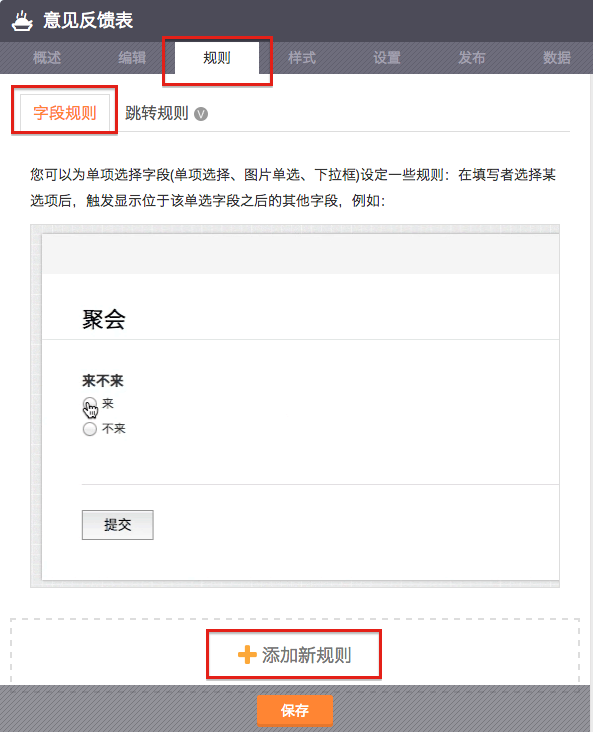 意见反馈表
概述 编辑 规则 样式 设置 发布 数据
字段规则 跳转规则 V
您可以为单项选择字段(单项选择、图片单选、下拉框)设定一些规则：在填写者选择某
选项后，触发显示位于该单选字段之后的其他字段，例如：
聚会
来不来
来
不来
提交
添加新规则
保存